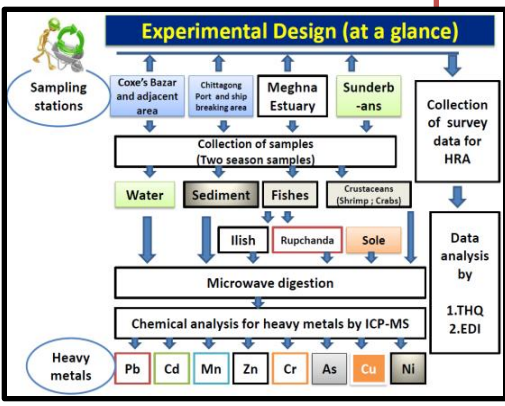 Experimental Design (at a glance)
Sampling
stations
Coxe's Bazar
and adjacent
area
Chittagong
Port and ship
breaking area
Meghna
Estuary
Sunderb
-ans
Collection
of survey
data for
HRA
Collection of samples
(Two season samples)
Water
Sediment
Fishes
Crustaceans
(Shrimp ; Crabs)
Ilish
Rupchanda
Sole
Data
analysis
by
1.THQ
2.EDI
Microwave digestion
Chemical analysis for heavy metals by ICP-MS
Heavy
metals
Pb
Cd
Mn
Zn
Cr
As
Cu
Ni